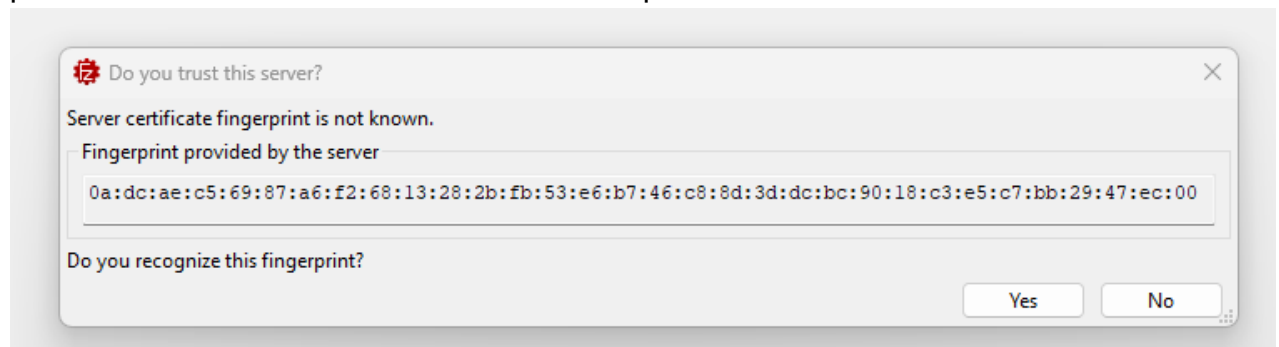 Do you trust this server?
Server certificate fingerprint is not known.
Fingerprint provided by the server
0a:dc:ae:c5:69:87:a6:f2:68:13:28:2b:fb:53:e6:b7:46:c8:8d:3d:dc:bc:90:18:c3:e5:c7:bb:29:47:ec:00
Do you recognize this fingerprint?
Yes No